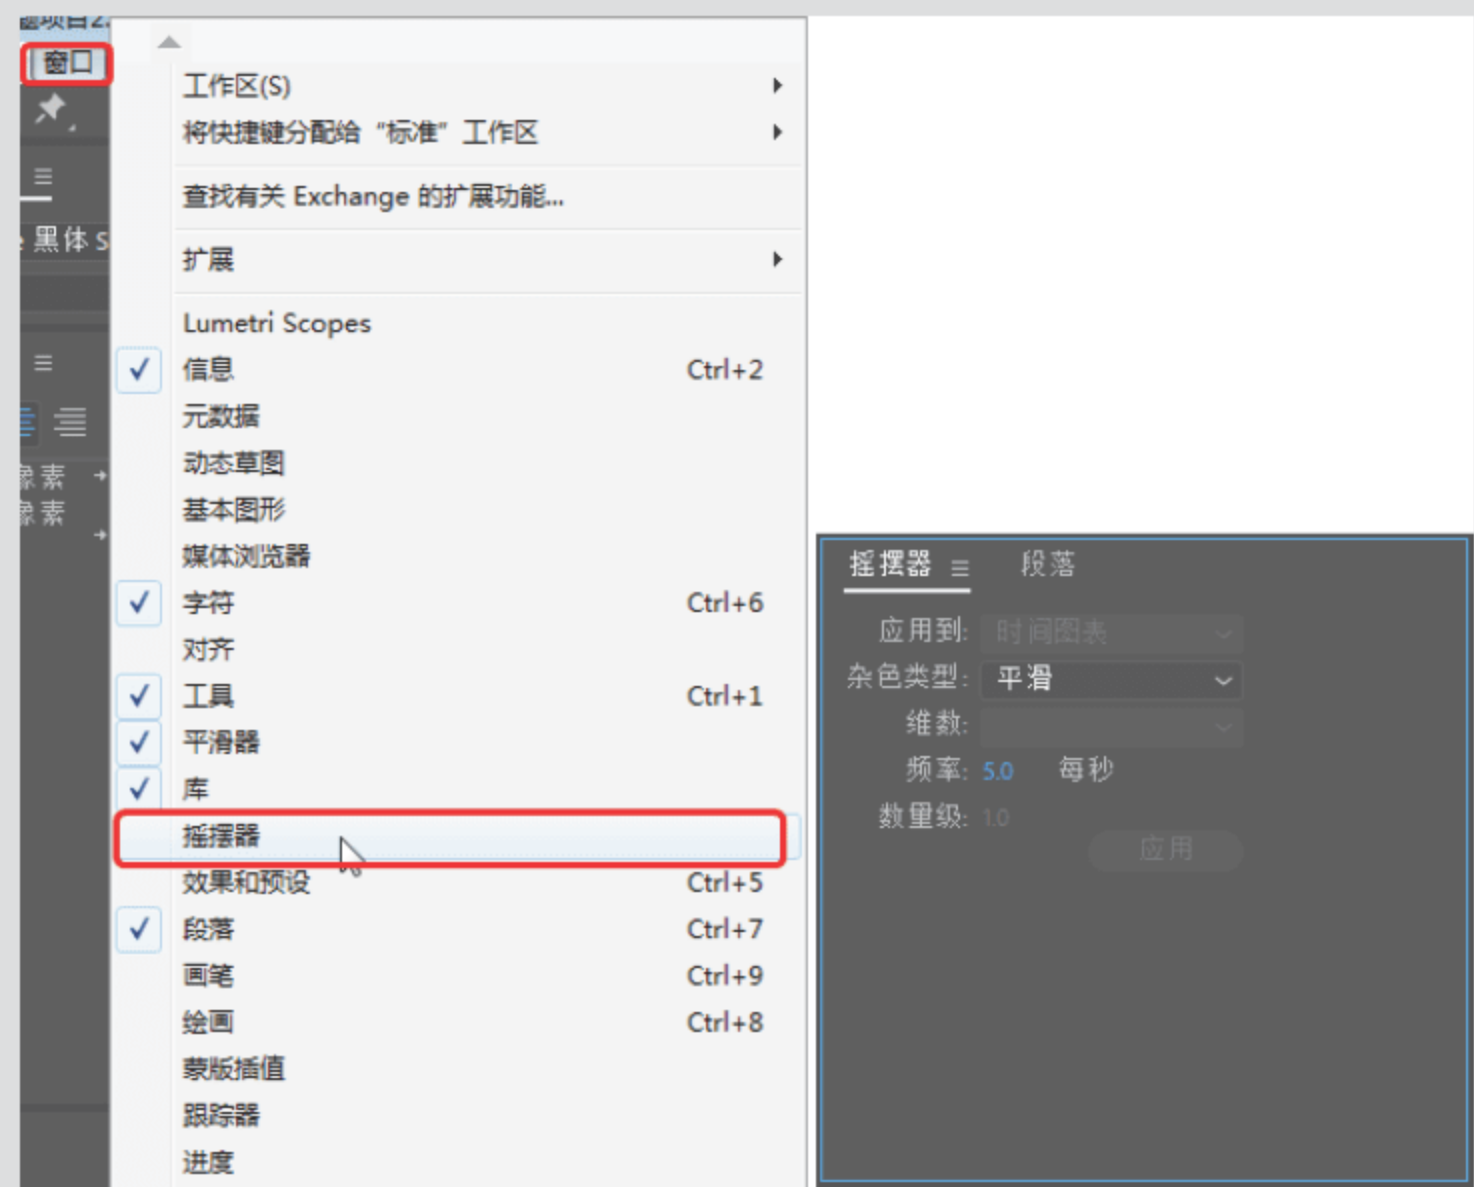 题项目2.
窗口
工作区(S)
将快捷键分配给“标准”工作区
查找有关 Exchange 的扩展功能...
扩展
Lumetri Scopes
信息 Ctrl+2
元数据
动态草图
基本图形
媒体浏览器
字符 Ctrl+6
对齐
工具 Ctrl+1
平滑器
库
摇摆器
效果和预设 Ctrl+5
段落 Ctrl+7
画笔 Ctrl+9
绘画 Ctrl+8
蒙版插值
跟踪器
进度
黑体 S
像素
像素
摇摆器 段落
应用到: 时间图表
杂色类型: 平滑
维数:
频率: 5.0 每秒
数量级: 1.0
应用